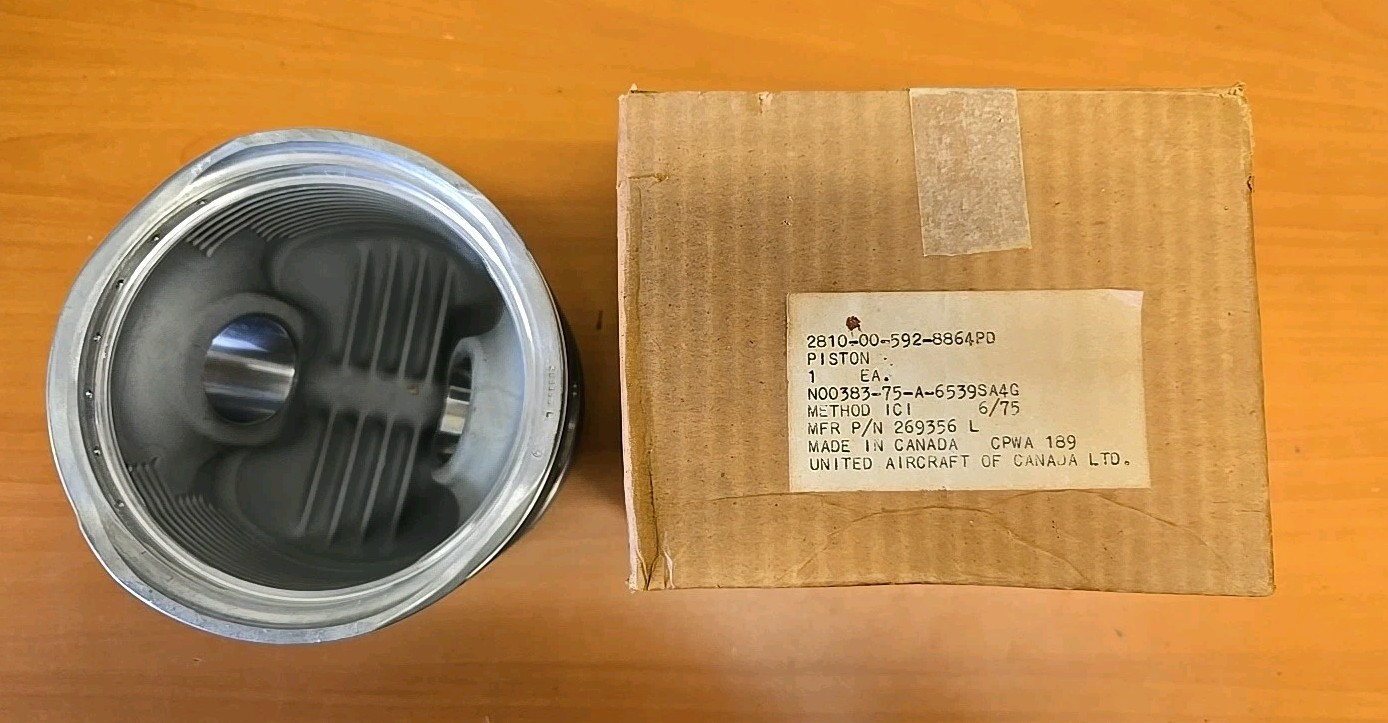 2810-00-592-8864PD
PISTON
1 EA.
N00383-75-A-6539SA4G
METHOD IC1 6/75
MFR P/N 269356 L
MADE IN CANADA CPWA 189
UNITED AIRCRAFT OF CANADA LTD.